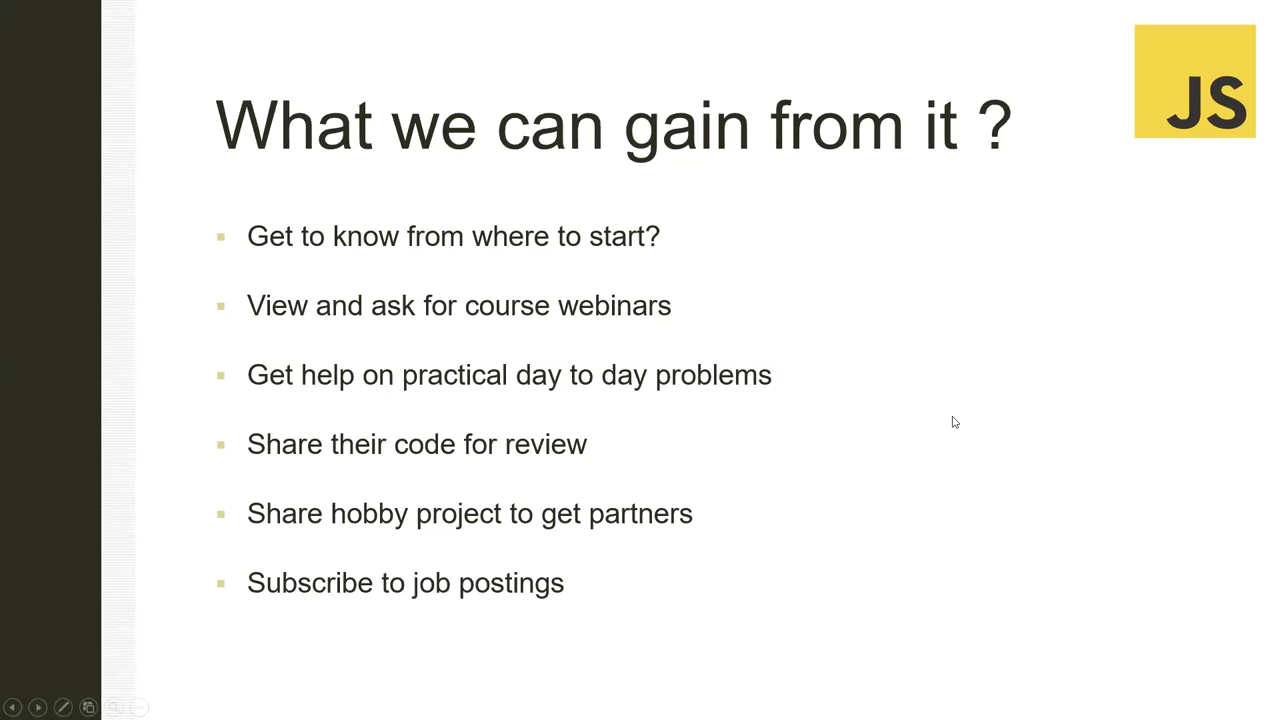 JS
What we can gain from it ?
Get to know from where to start?
View and ask for course webinars
Get help on practical day to day problems
Share their code for review
Share hobby project to get partners
Subscribe to job postings